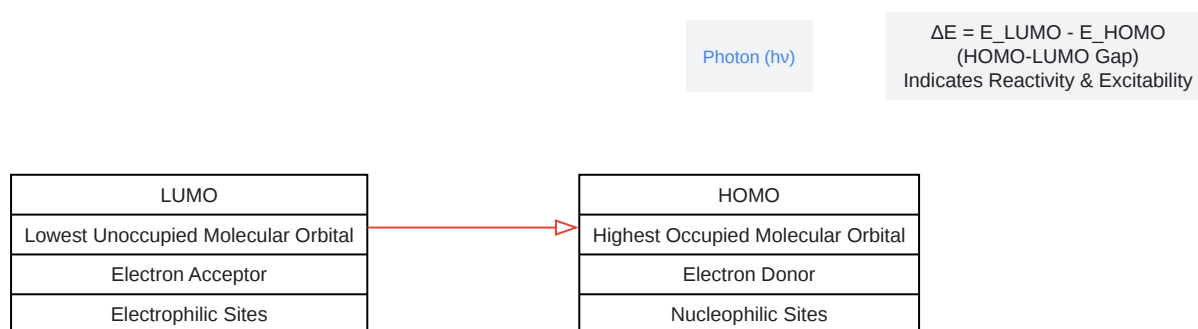 Photon (hν)
ΔE = E_LUMO - E_HOMO
(HOMO-LUMO Gap)
Indicates Reactivity & Excitability
LUMO
Lowest Unoccupied Molecular Orbital
Electron Acceptor
Electrophilic Sites
HOMO
Highest Occupied Molecular Orbital
Electron Donor
Nucleophilic Sites